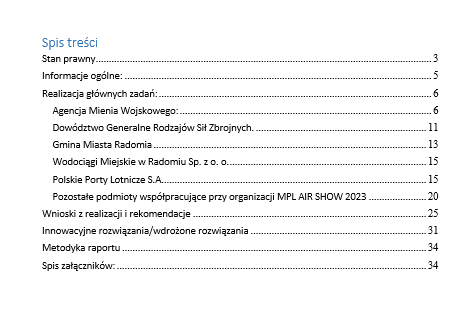 Spis treści
Stan prawny 3
Informacje ogólne: 5
Realizacja głównych zadań: 6
Agencja Mienia Wojskowego: 6
Dowództwo Generalne Rodzajów Sił Zbrojnych. 11
Gmina Miasta Radomia 13
Wodociągi Miejskie w Radomiu Sp. z o. o. 15
Polskie Porty Lotnicze S.A. 15
Pozostałe podmioty współpracujące przy organizacji MPL AIR SHOW 2023 20
Wnioski z realizacji i rekomendacje 25
Innowacyjne rozwiązania/wdrożone rozwiązania 31
Metodyka raportu 34
Spis załączników: 34